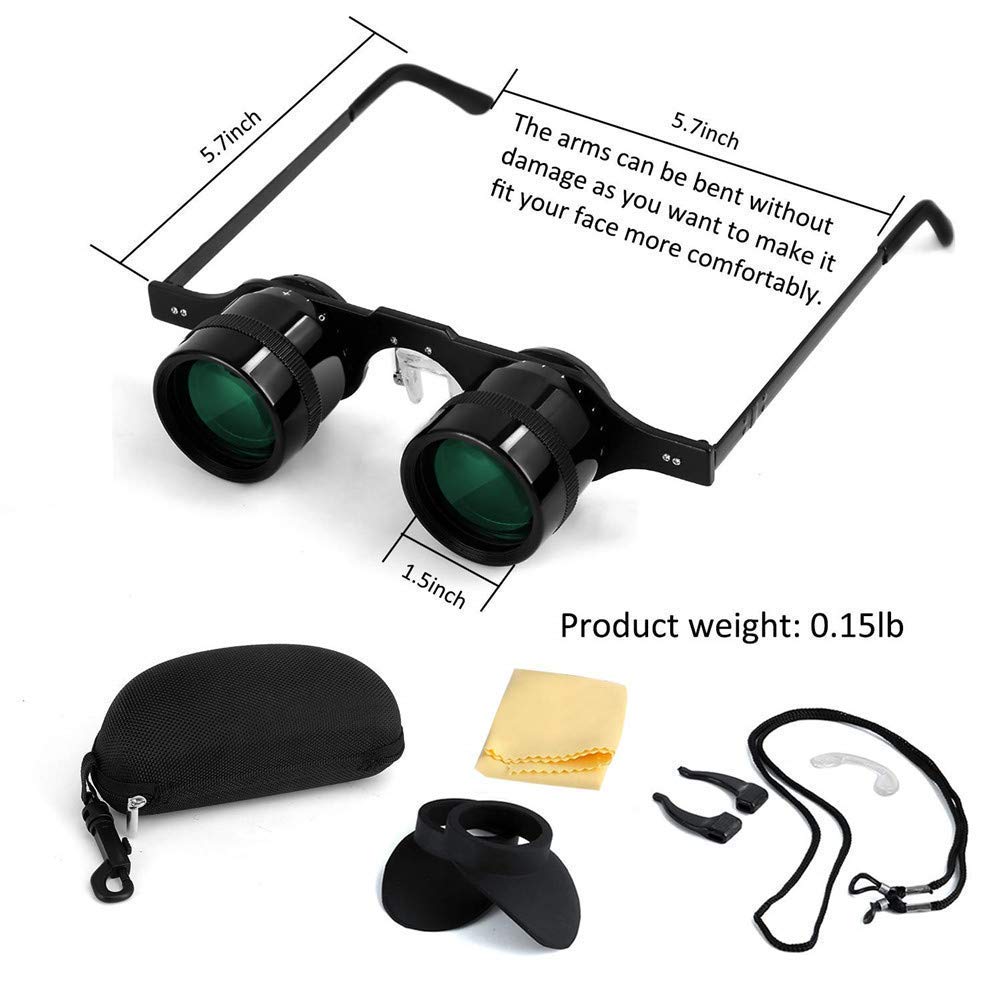 5.7inch
5.7inch
The arms can be bent without
damage as you want to make it
fit your face more comfortably.
1.5inch
Product weight: 0.15lb